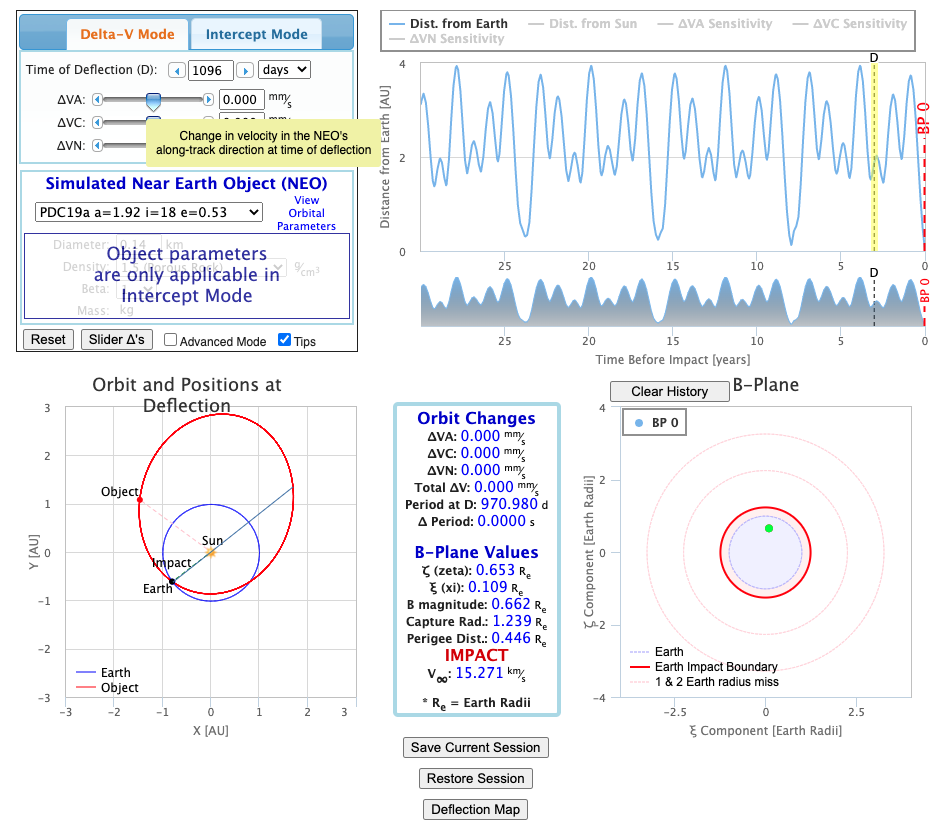 Delta-V Mode
Intercept Mode
Time of Deflection (D):
1096
days
ΔVA:
0.000 mm/s
ΔVC:
ΔVN:
Change in velocity in the NEO's
along-track direction at time of deflection
Simulated Near Earth Object (NEO)
PDC19a a=1.92 i=18 e=0.53
View
Orbital
Parameters
Diameter: 0.14 km
Density: 1.5 (Porous Rock) g/cm³
Beta: 1
Mass: kg
Object parameters
are only applicable in
Intercept Mode
Reset
Slider Δ's
Advanced Mode
Tips
Dist. from Earth
Dist. from Sun
ΔVA Sensitivity
ΔVC Sensitivity
ΔVN Sensitivity
D
4
2
0
Distance from Earth [AU]
BP 0
25
20
15
10
5
0
D
BP 0
25
20
15
10
5
0
Time Before Impact [years]
Orbit and Positions at
Deflection
3
2
1
0
−1
−2
−3
Y [AU]
Object
Sun
Impact
Earth
Earth
Object
−3
−2
−1
0
1
2
3
X [AU]
Orbit Changes
ΔVA: 0.000 mm/s
ΔVC: 0.000 mm/s
ΔVN: 0.000 mm/s
Total ΔV: 0.000 mm/s
Period at D: 970.980 d
Δ Period: 0.0000 s
B-Plane Values
ζ (zeta): 0.653 Re
ξ (xi): 0.109 Re
B magnitude: 0.662 Re
Capture Rad.: 1.239 Re
Perigee Dist.: 0.446 Re
IMPACT
V∞: 15.271 km/s
* Re = Earth Radii
Save Current Session
Restore Session
Deflection Map
Clear History
B-Plane
BP 0
4
2
0
−2
−4
ζ Component [Earth Radii]
Earth
Earth Impact Boundary
1 & 2 Earth radius miss
−2.5
0
2.5
ξ Component [Earth Radii]